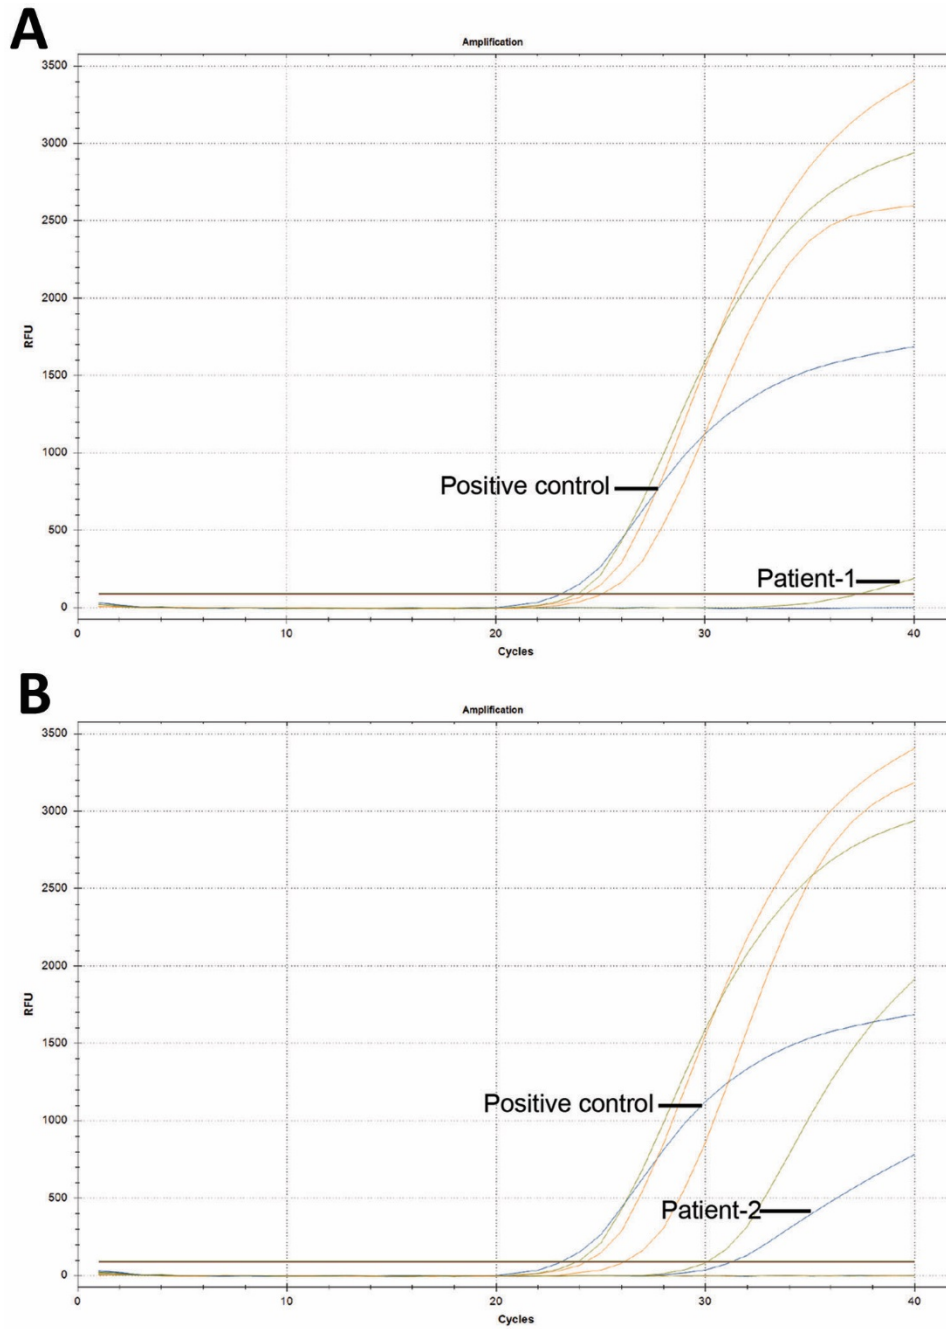 A
Amplification
3500
3000
2500
2000
RFU
1500
1000
Positive control
500
Patient-1
0
0 10 20 30 40
Cycles
B
Amplification
3500
3000
2500
2000
RFU
1500
Positive control
1000
500
Patient-2
0
0 10 20 30 40
Cycles